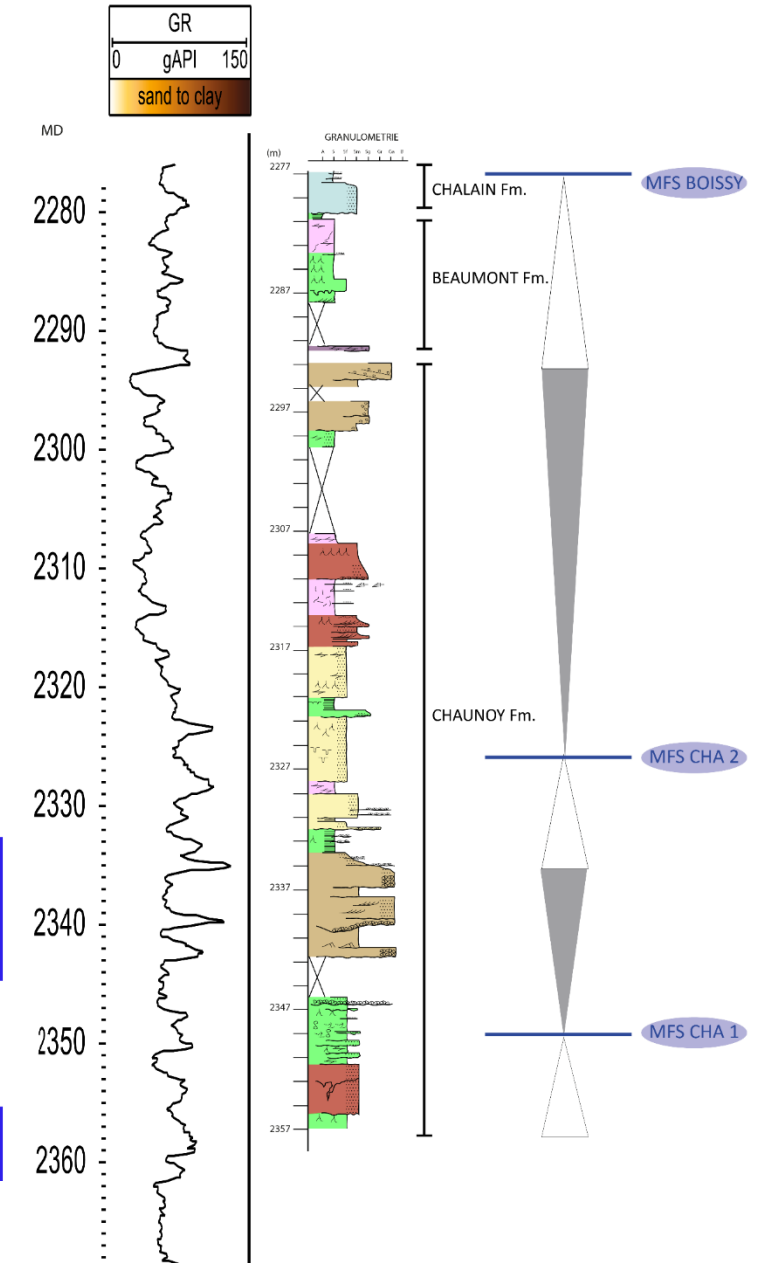 GR
0 gAPI 150
sand to clay
MD
GRANULOMETRIE
(m)
2277
CHALAIN Fm.
MFS BOISSY
2280
BEAUMONT Fm.
2287
2290
2297
2300
2307
2310
2317
2320
CHAUNOY Fm.
MFS CHA 2
2327
2330
2337
2340
2347
MFS CHA 1
2350
2357
2360